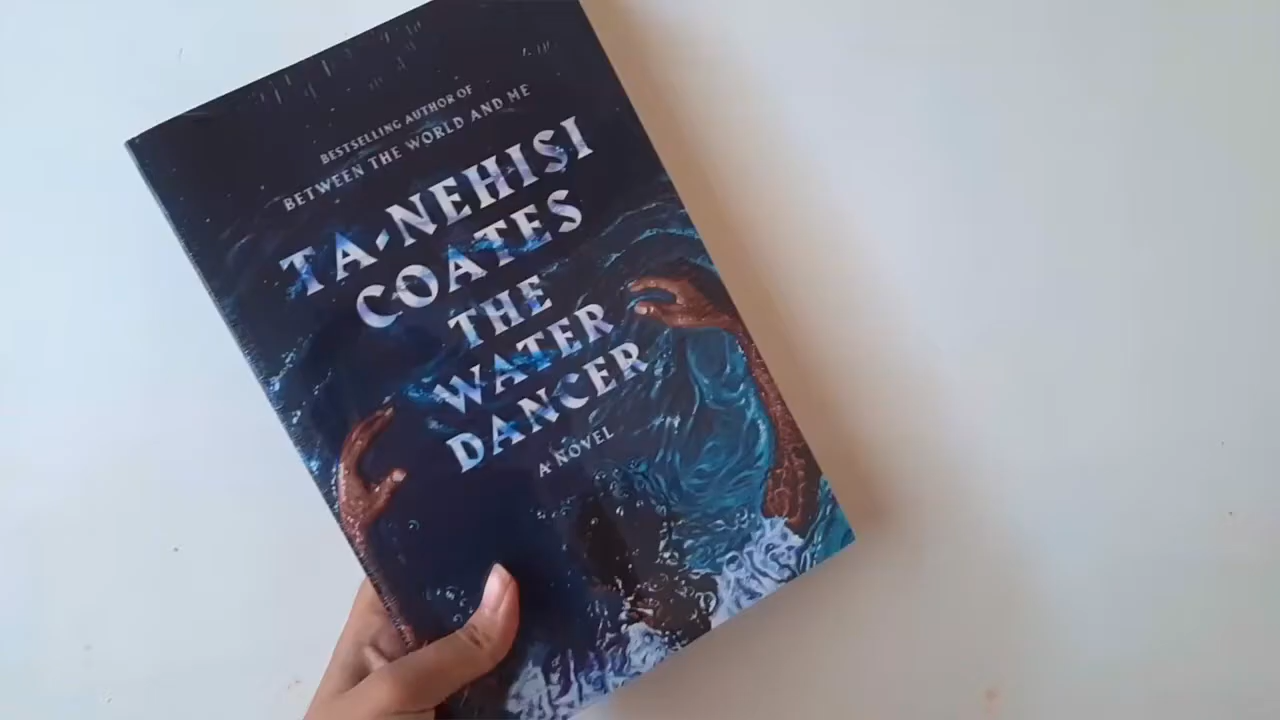 BESTSELLING AUTHOR OF
BETWEEN THE WORLD AND ME
TA-NEHISI
COATES
THE
WATER
DANCER
A NOVEL